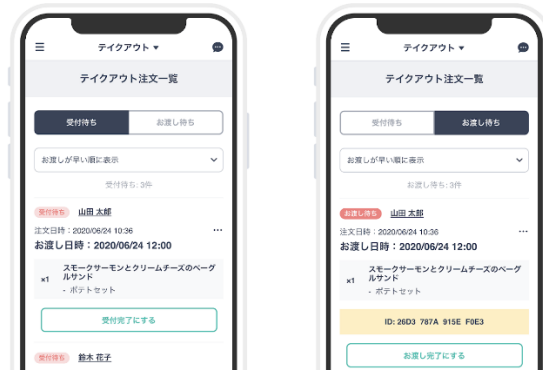 テイクアウト ▾
テイクアウト注文一覧
受付待ち お渡し待ち
お渡しが早い順に表示
受付待ち: 3件
受付待ち 山田 太郎
注文日時：2020/06/24 10:36 ···
お渡し日時：2020/06/24 12:00
×1 スモークサーモンとクリームチーズのベーグ
ルサンド
- ポテトセット
受付完了にする
受付待ち 鈴木 花子
テイクアウト ▾
テイクアウト注文一覧
受付待ち お渡し待ち
お渡しが早い順に表示
お渡し待ち: 3件
お渡し待ち 山田 太郎
注文日時：2020/06/24 10:36 ···
お渡し日時：2020/06/24 12:00
×1 スモークサーモンとクリームチーズのベーグ
ルサンド
- ポテトセット
ID: 26D3 787A 915E F0E3
お渡し完了にする